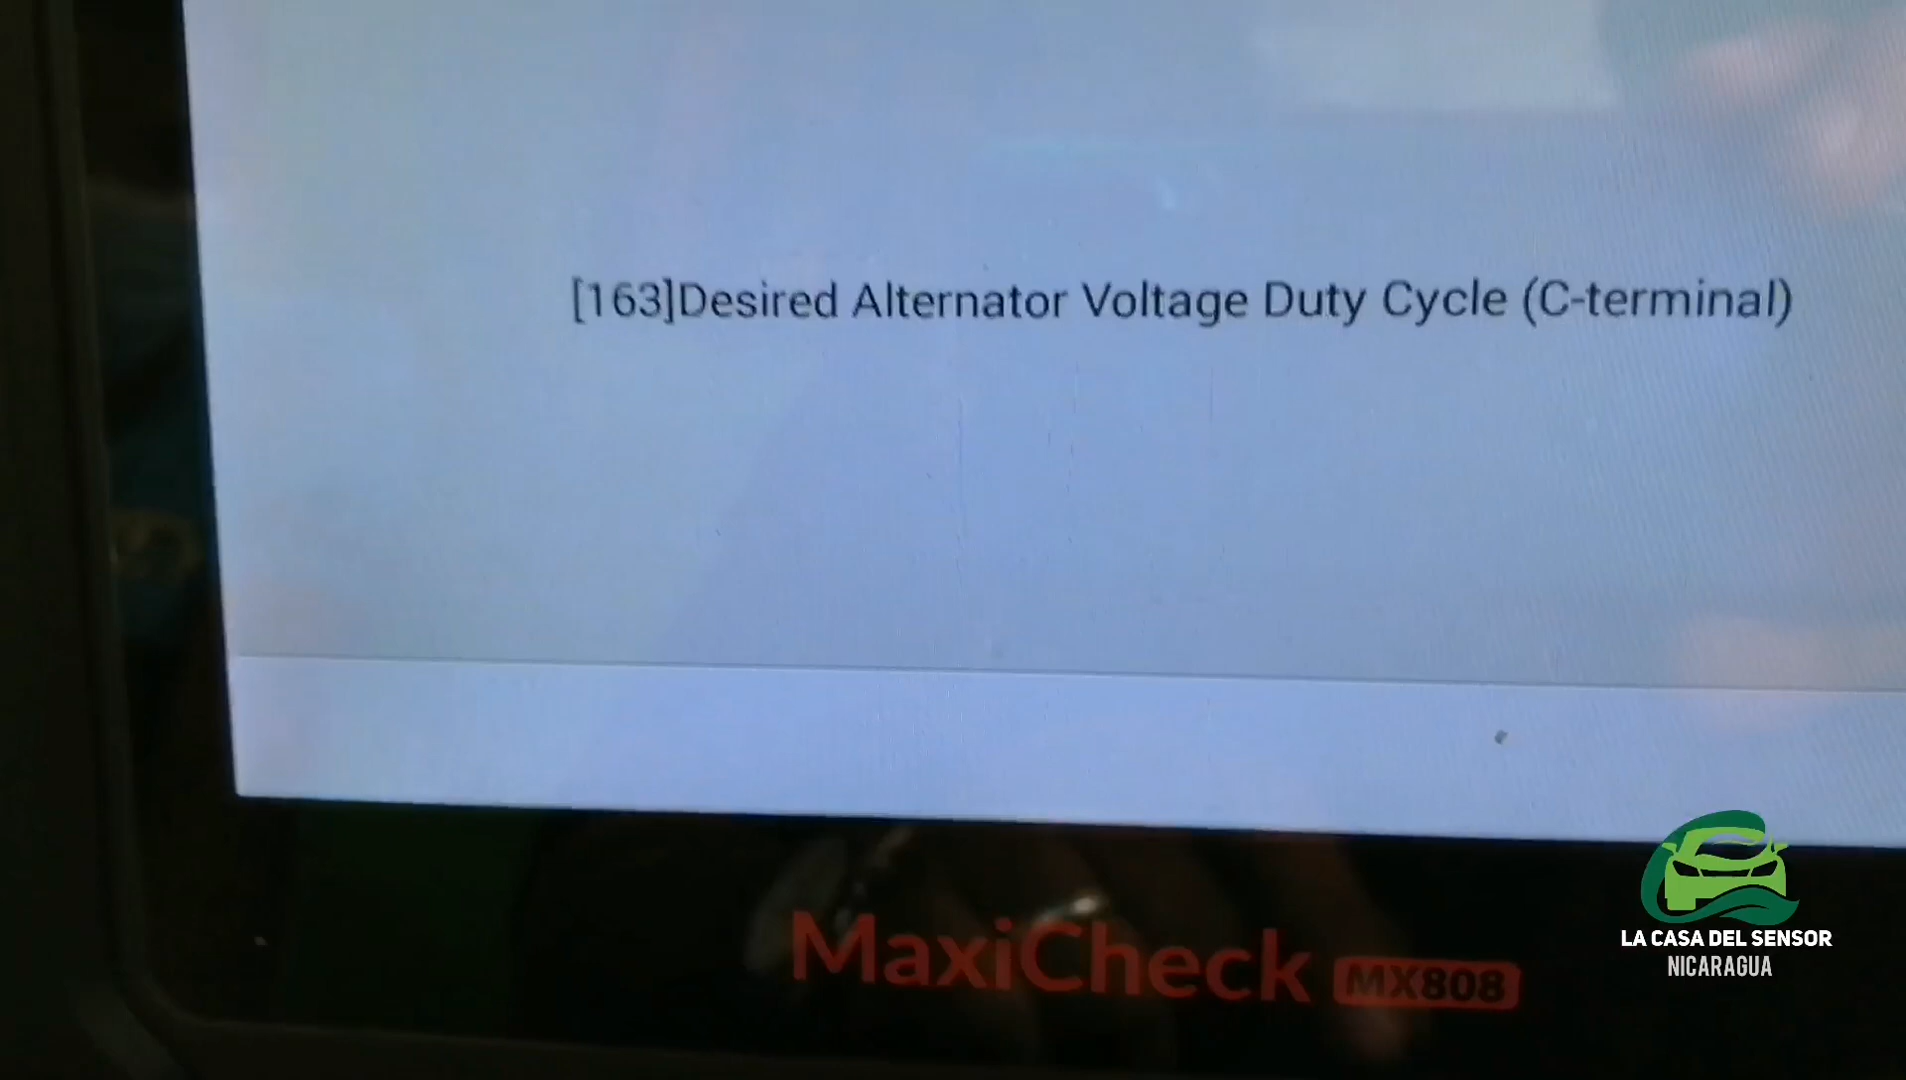 [163]Desired Alternator Voltage Duty Cycle (C-terminal)
MaxiCheck MX808
LA CASA DEL SENSOR
NICARAGUA